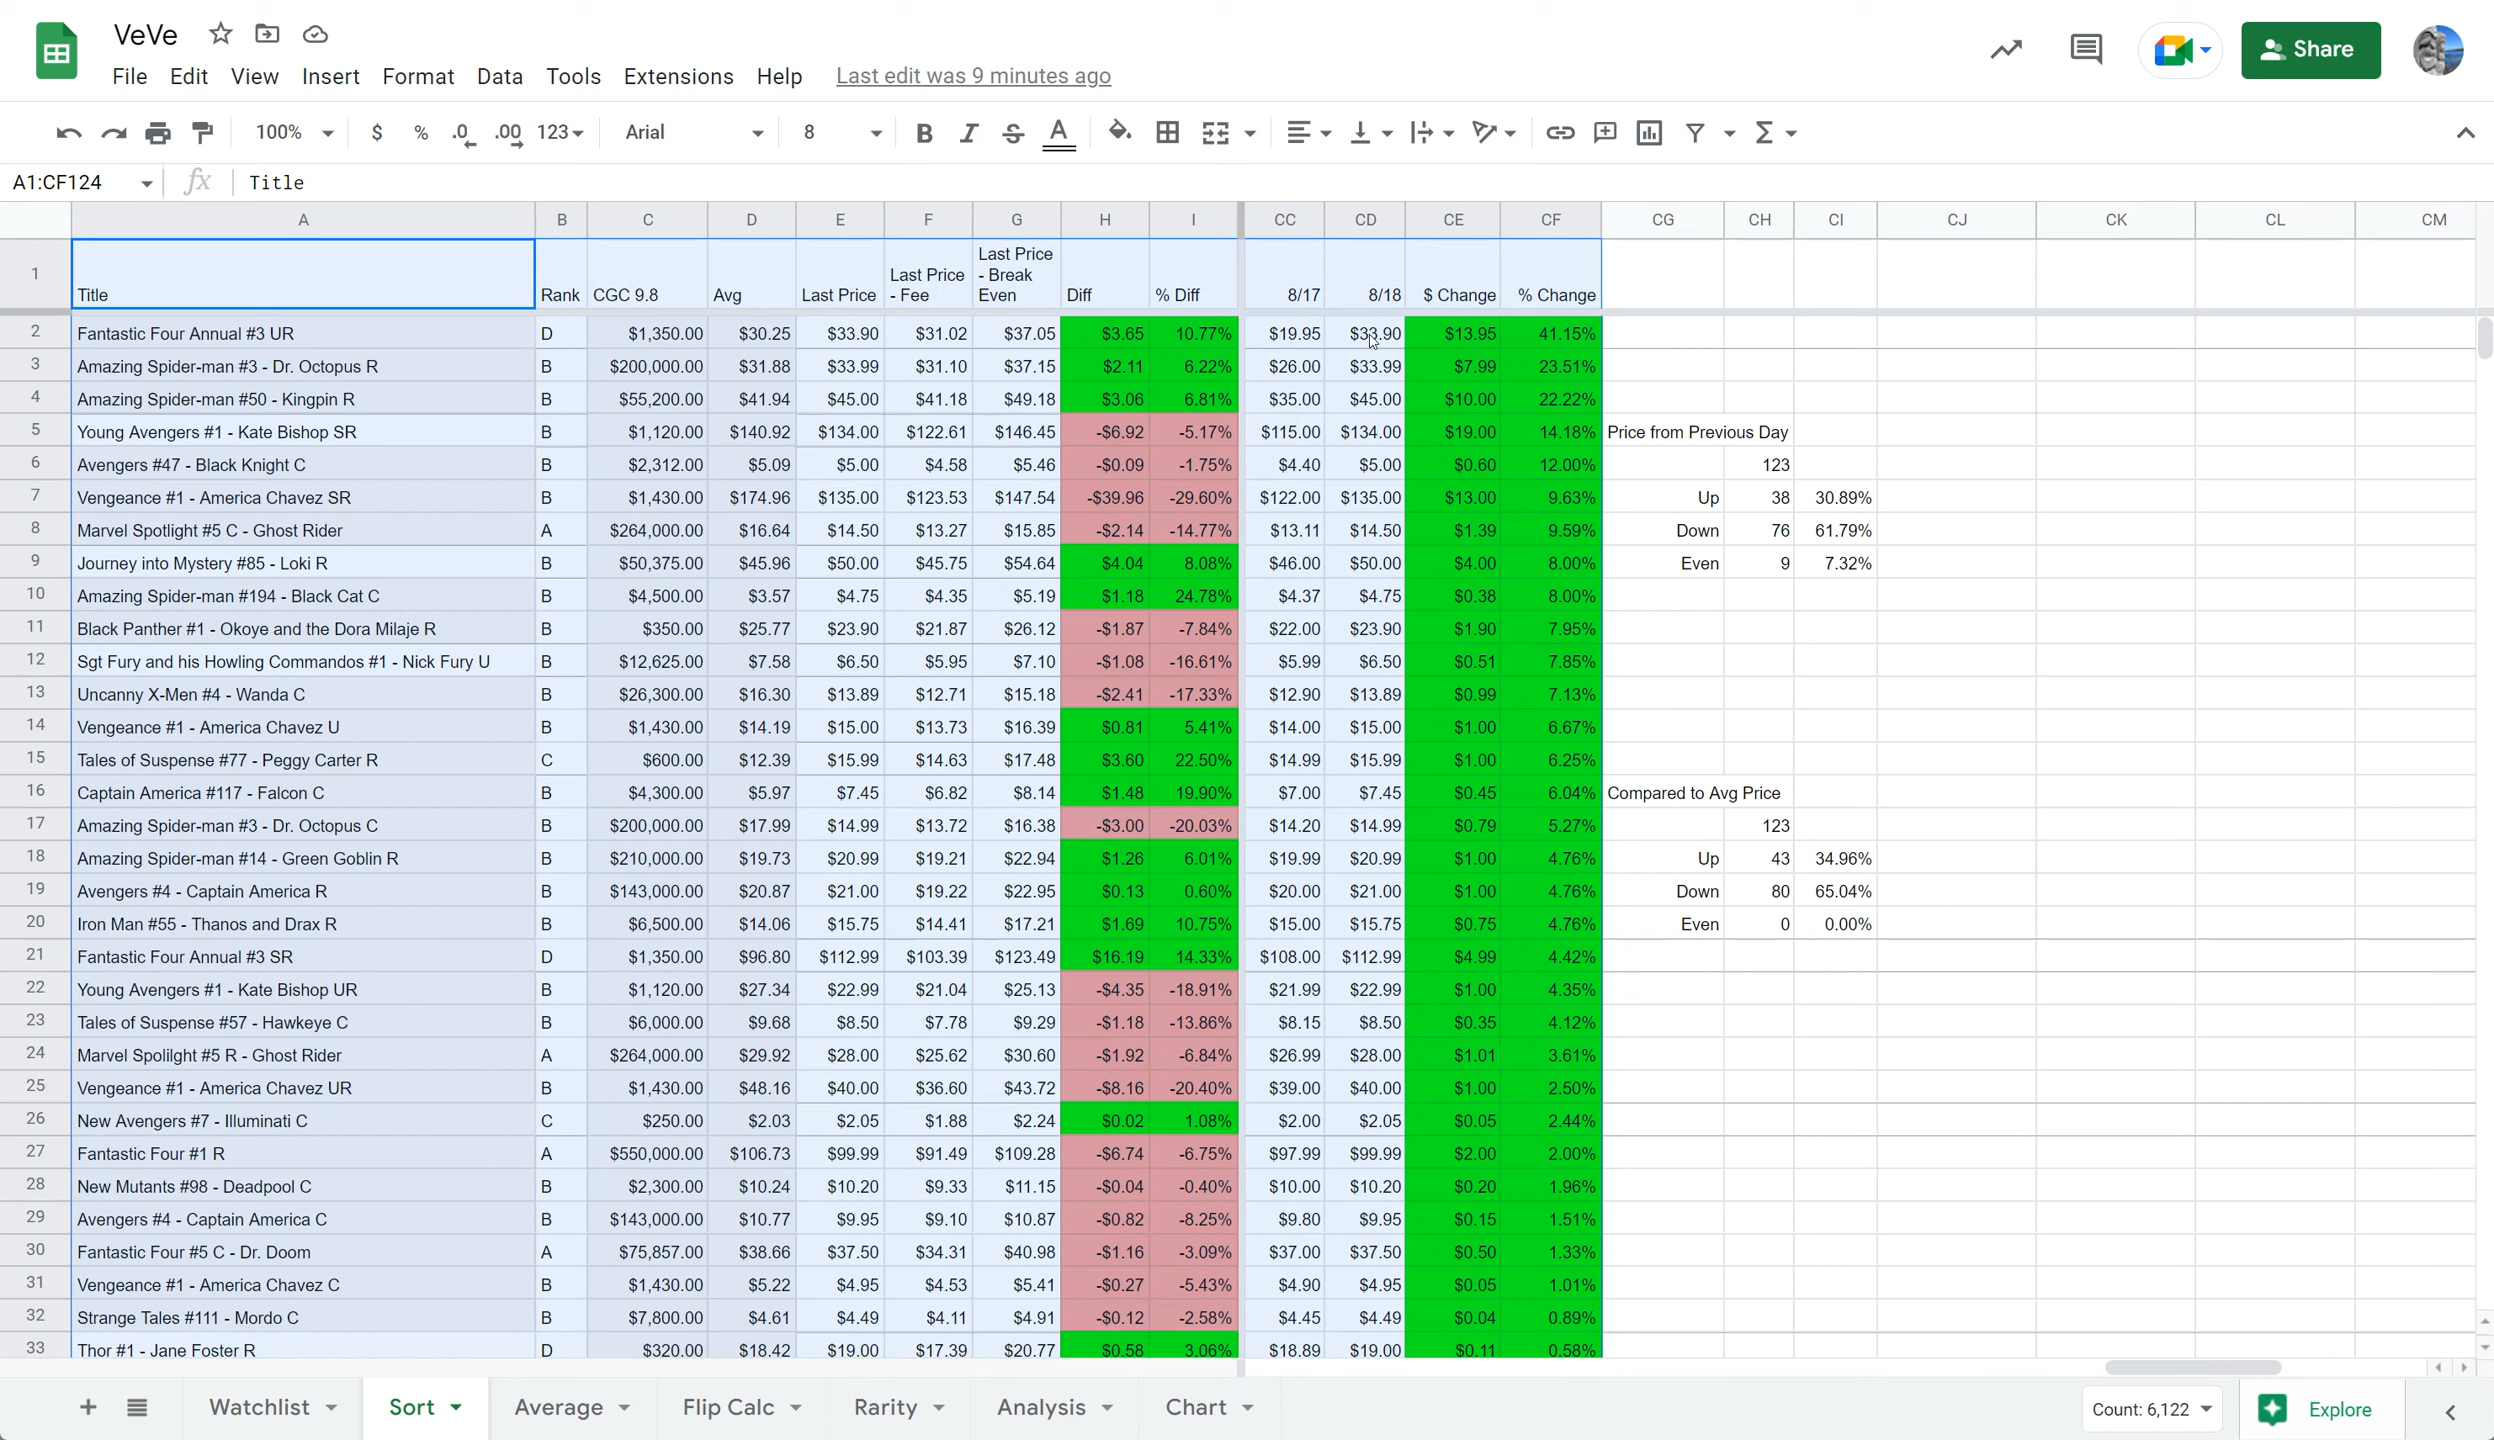 VeVe
File Edit View Insert Format Data Tools Extensions Help Last edit was 9 minutes ago
Share
100% $ % .0 .00 123 Arial 8 B I S A
A1:CF124 fx Title
A B C D E F G H I CC CD CE CF CG CH CI CJ CK CL CM
1 Title Rank CGC 9.8 Avg Last Price Last Price - Fee Last Price - Break Even Diff % Diff 8/17 8/18 $ Change % Change
2 Fantastic Four Annual #3 UR D $1,350.00 $30.25 $33.90 $31.02 $37.05 $3.65 10.77% $19.95 $33.90 $13.95 41.15%
3 Amazing Spider-man #3 - Dr. Octopus R B $200,000.00 $31.88 $33.99 $31.10 $37.15 $2.11 6.22% $26.00 $33.99 $7.99 23.51%
4 Amazing Spider-man #50 - Kingpin R B $55,200.00 $41.94 $45.00 $41.18 $49.18 $3.06 6.81% $35.00 $45.00 $10.00 22.22%
5 Young Avengers #1 - Kate Bishop SR B $1,120.00 $140.92 $134.00 $122.61 $146.45 -$6.92 -5.17% $115.00 $134.00 $19.00 14.18% Price from Previous Day
6 Avengers #47 - Black Knight C B $2,312.00 $5.09 $5.00 $4.58 $5.46 -$0.09 -1.75% $4.40 $5.00 $0.60 12.00% 123
7 Vengeance #1 - America Chavez SR B $1,430.00 $174.96 $135.00 $123.53 $147.54 -$39.96 -29.60% $122.00 $135.00 $13.00 9.63% Up 38 30.89%
8 Marvel Spotlight #5 C - Ghost Rider A $264,000.00 $16.64 $14.50 $13.27 $15.85 -$2.14 -14.77% $13.11 $14.50 $1.39 9.59% Down 76 61.79%
9 Journey into Mystery #85 - Loki R B $50,375.00 $45.96 $50.00 $45.75 $54.64 $4.04 8.08% $46.00 $50.00 $4.00 8.00% Even 9 7.32%
10 Amazing Spider-man #194 - Black Cat C B $4,500.00 $3.57 $4.75 $4.35 $5.19 $1.18 24.78% $4.37 $4.75 $0.38 8.00%
11 Black Panther #1 - Okoye and the Dora Milaje R B $350.00 $25.77 $23.90 $21.87 $26.12 -$1.87 -7.84% $22.00 $23.90 $1.90 7.95%
12 Sgt Fury and his Howling Commandos #1 - Nick Fury U B $12,625.00 $7.58 $6.50 $5.95 $7.10 -$1.08 -16.61% $5.99 $6.50 $0.51 7.85%
13 Uncanny X-Men #4 - Wanda C B $26,300.00 $16.30 $13.89 $12.71 $15.18 -$2.41 -17.33% $12.90 $13.89 $0.99 7.13%
14 Vengeance #1 - America Chavez U B $1,430.00 $14.19 $15.00 $13.73 $16.39 $0.81 5.41% $14.00 $15.00 $1.00 6.67%
15 Tales of Suspense #77 - Peggy Carter R C $600.00 $12.39 $15.99 $14.63 $17.48 $3.60 22.50% $14.99 $15.99 $1.00 6.25%
16 Captain America #117 - Falcon C B $4,300.00 $5.97 $7.45 $6.82 $8.14 $1.48 19.90% $7.00 $7.45 $0.45 6.04% Compared to Avg Price
17 Amazing Spider-man #3 - Dr. Octopus C B $200,000.00 $17.99 $14.99 $13.72 $16.38 -$3.00 -20.03% $14.20 $14.99 $0.79 5.27% 123
18 Amazing Spider-man #14 - Green Goblin R B $210,000.00 $19.73 $20.99 $19.21 $22.94 $1.26 6.01% $19.99 $20.99 $1.00 4.76% Up 43 34.96%
19 Avengers #4 - Captain America R B $143,000.00 $20.87 $21.00 $19.22 $22.95 $0.13 0.60% $20.00 $21.00 $1.00 4.76% Down 80 65.04%
20 Iron Man #55 - Thanos and Drax R B $6,500.00 $14.06 $15.75 $14.41 $17.21 $1.69 10.75% $15.00 $15.75 $0.75 4.76% Even 0 0.00%
21 Fantastic Four Annual #3 SR D $1,350.00 $96.80 $112.99 $103.39 $123.49 $16.19 14.33% $108.00 $112.99 $4.99 4.42%
22 Young Avengers #1 - Kate Bishop UR B $1,120.00 $27.34 $22.99 $21.04 $25.13 -$4.35 -18.91% $21.99 $22.99 $1.00 4.35%
23 Tales of Suspense #57 - Hawkeye C B $6,000.00 $9.68 $8.50 $7.78 $9.29 -$1.18 -13.86% $8.15 $8.50 $0.35 4.12%
24 Marvel Spolilght #5 R - Ghost Rider A $264,000.00 $29.92 $28.00 $25.62 $30.60 -$1.92 -6.84% $26.99 $28.00 $1.01 3.61%
25 Vengeance #1 - America Chavez UR B $1,430.00 $48.16 $40.00 $36.60 $43.72 -$8.16 -20.40% $39.00 $40.00 $1.00 2.50%
26 New Avengers #7 - Illuminati C C $250.00 $2.03 $2.05 $1.88 $2.24 $0.02 1.08% $2.00 $2.05 $0.05 2.44%
27 Fantastic Four #1 R A $550,000.00 $106.73 $99.99 $91.49 $109.28 -$6.74 -6.75% $97.99 $99.99 $2.00 2.00%
28 New Mutants #98 - Deadpool C B $2,300.00 $10.24 $10.20 $9.33 $11.15 -$0.04 -0.40% $10.00 $10.20 $0.20 1.96%
29 Avengers #4 - Captain America C B $143,000.00 $10.77 $9.95 $9.10 $10.87 -$0.82 -8.25% $9.80 $9.95 $0.15 1.51%
30 Fantastic Four #5 C - Dr. Doom A $75,857.00 $38.66 $37.50 $34.31 $40.98 -$1.16 -3.09% $37.00 $37.50 $0.50 1.33%
31 Vengeance #1 - America Chavez C B $1,430.00 $5.22 $4.95 $4.53 $5.41 -$0.27 -5.43% $4.90 $4.95 $0.05 1.01%
32 Strange Tales #111 - Mordo C B $7,800.00 $4.61 $4.49 $4.11 $4.91 -$0.12 -2.58% $4.45 $4.49 $0.04 0.89%
33 Thor #1 - Jane Foster R D $320.00 $18.42 $19.00 $17.39 $20.77 $0.58 3.06% $18.89 $19.00 $0.11 0.58%
Watchlist Sort Average Flip Calc Rarity Analysis Chart Count: 6,122 Explore